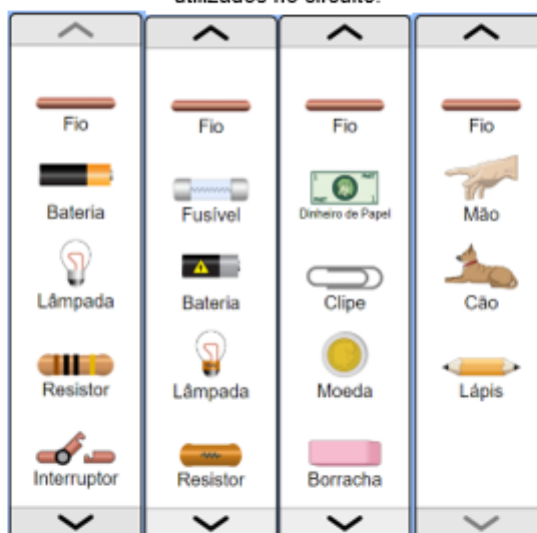 utilizados no circuito.
Fio
Bateria
Lâmpada
Resistor
Interruptor
Fio
Fusível
Bateria
Lâmpada
Resistor
Fio
Dinheiro de Papel
Clipe
Moeda
Borracha
Fio
Mão
Cão
Lápis